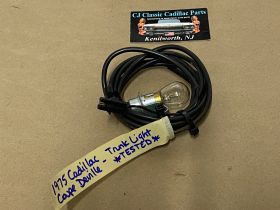 CJ Classic Cadillac Parts
Kenilworth, NJ
1975 Cadillac - Trunk Light
Coupe Deville *TESTED*